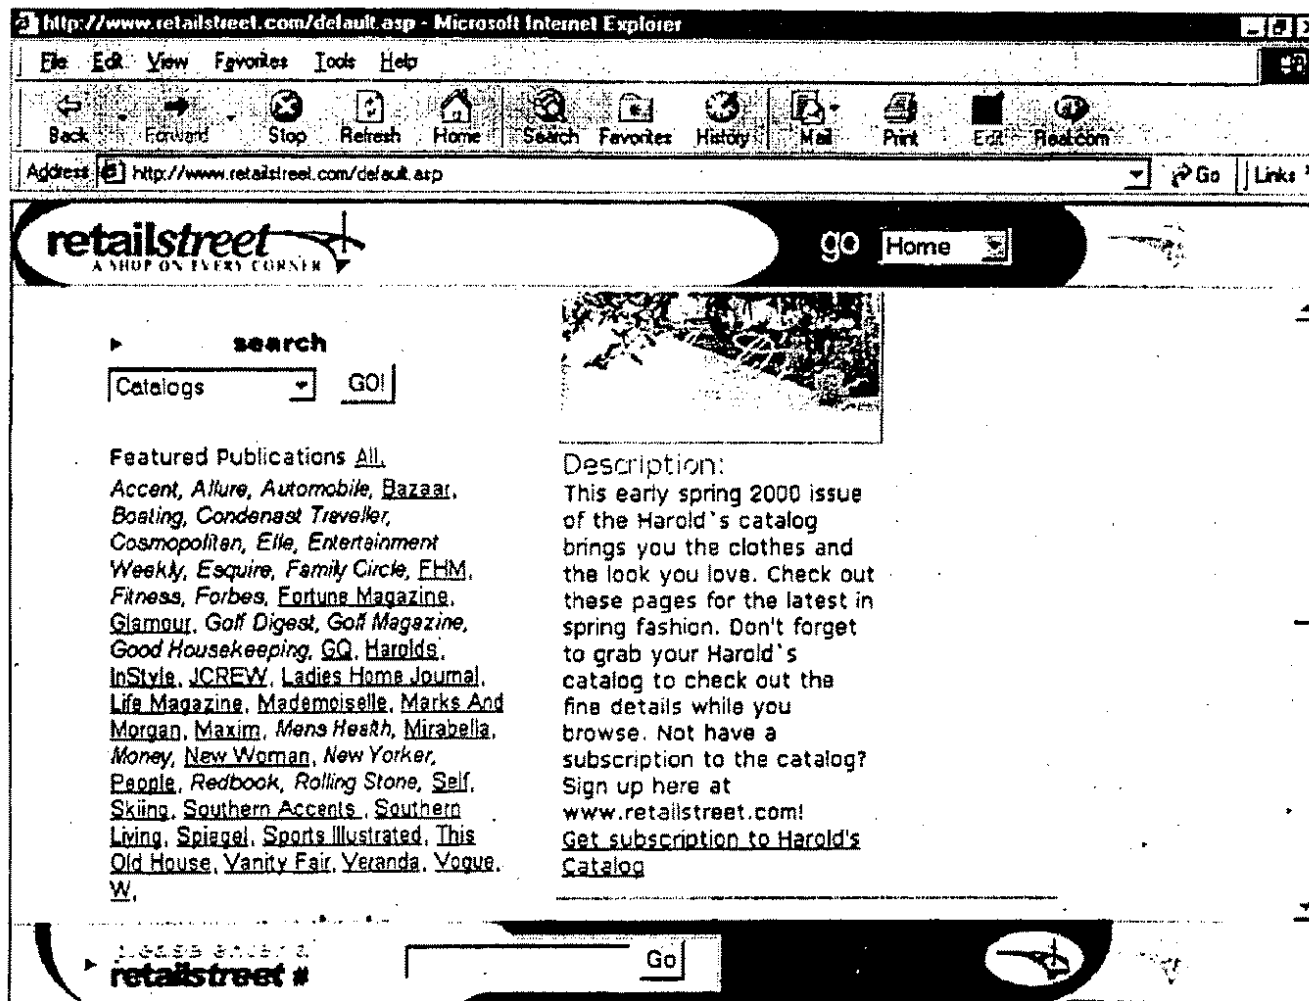 http://www.retailstreet.com/default.asp - Microsoft Internet Explorer
File Edit View Favorites Tools Help
Back Forward Stop Refresh Home Search Favorites History Mail Print Edit Real.com
Address http://www.retailstreet.com/default.asp Go Links
retailstreet
A SHOP ON EVERY CORNER
go Home
search
Catalogs GO!
Featured Publications All,
Accent, Allure, Automobile, Bazaar,
Boating, Condenast Traveller,
Cosmopolitan, Elle, Entertainment
Weekly, Esquire, Family Circle, FHM,
Fitness, Forbes, Fortune Magazine,
Glamour, Golf Digest, Golf Magazine,
Good Housekeeping, GQ, Harolds,
InStyle, JCREW, Ladies Home Journal,
Life Magazine, Mademoiselle, Marks And
Morgan, Maxim, Mens Health, Mirabella,
Money, New Woman, New Yorker,
People, Redbook, Rolling Stone, Self,
Skiing, Southern Accents , Southern
Living, Spiegel, Sports Illustrated, This
Old House, Vanity Fair, Veranda, Vogue,
W,
Description:
This early spring 2000 issue
of the Harold`s catalog
brings you the clothes and
the look you love. Check out
these pages for the latest in
spring fashion. Don't forget
to grab your Harold`s
catalog to check out the
fine details while you
browse. Not have a
subscription to the catalog?
Sign up here at
www.retailstreet.com!
Get subscription to Harold's
Catalog
please enter a
retailstreet #
Go